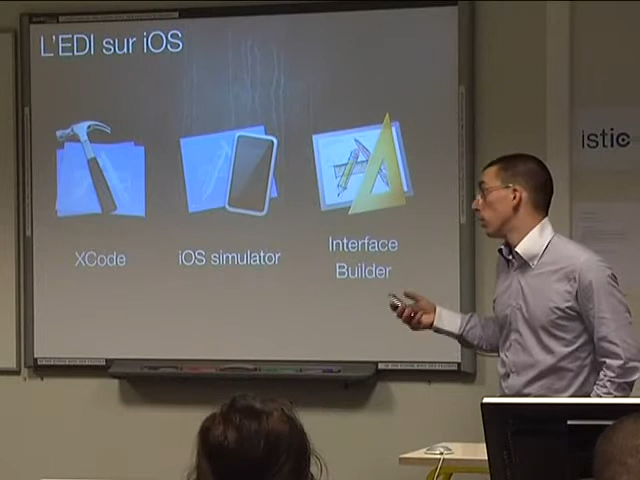 L'EDI sur iOS
istic
XCode
iOS simulator
Interface
Builder